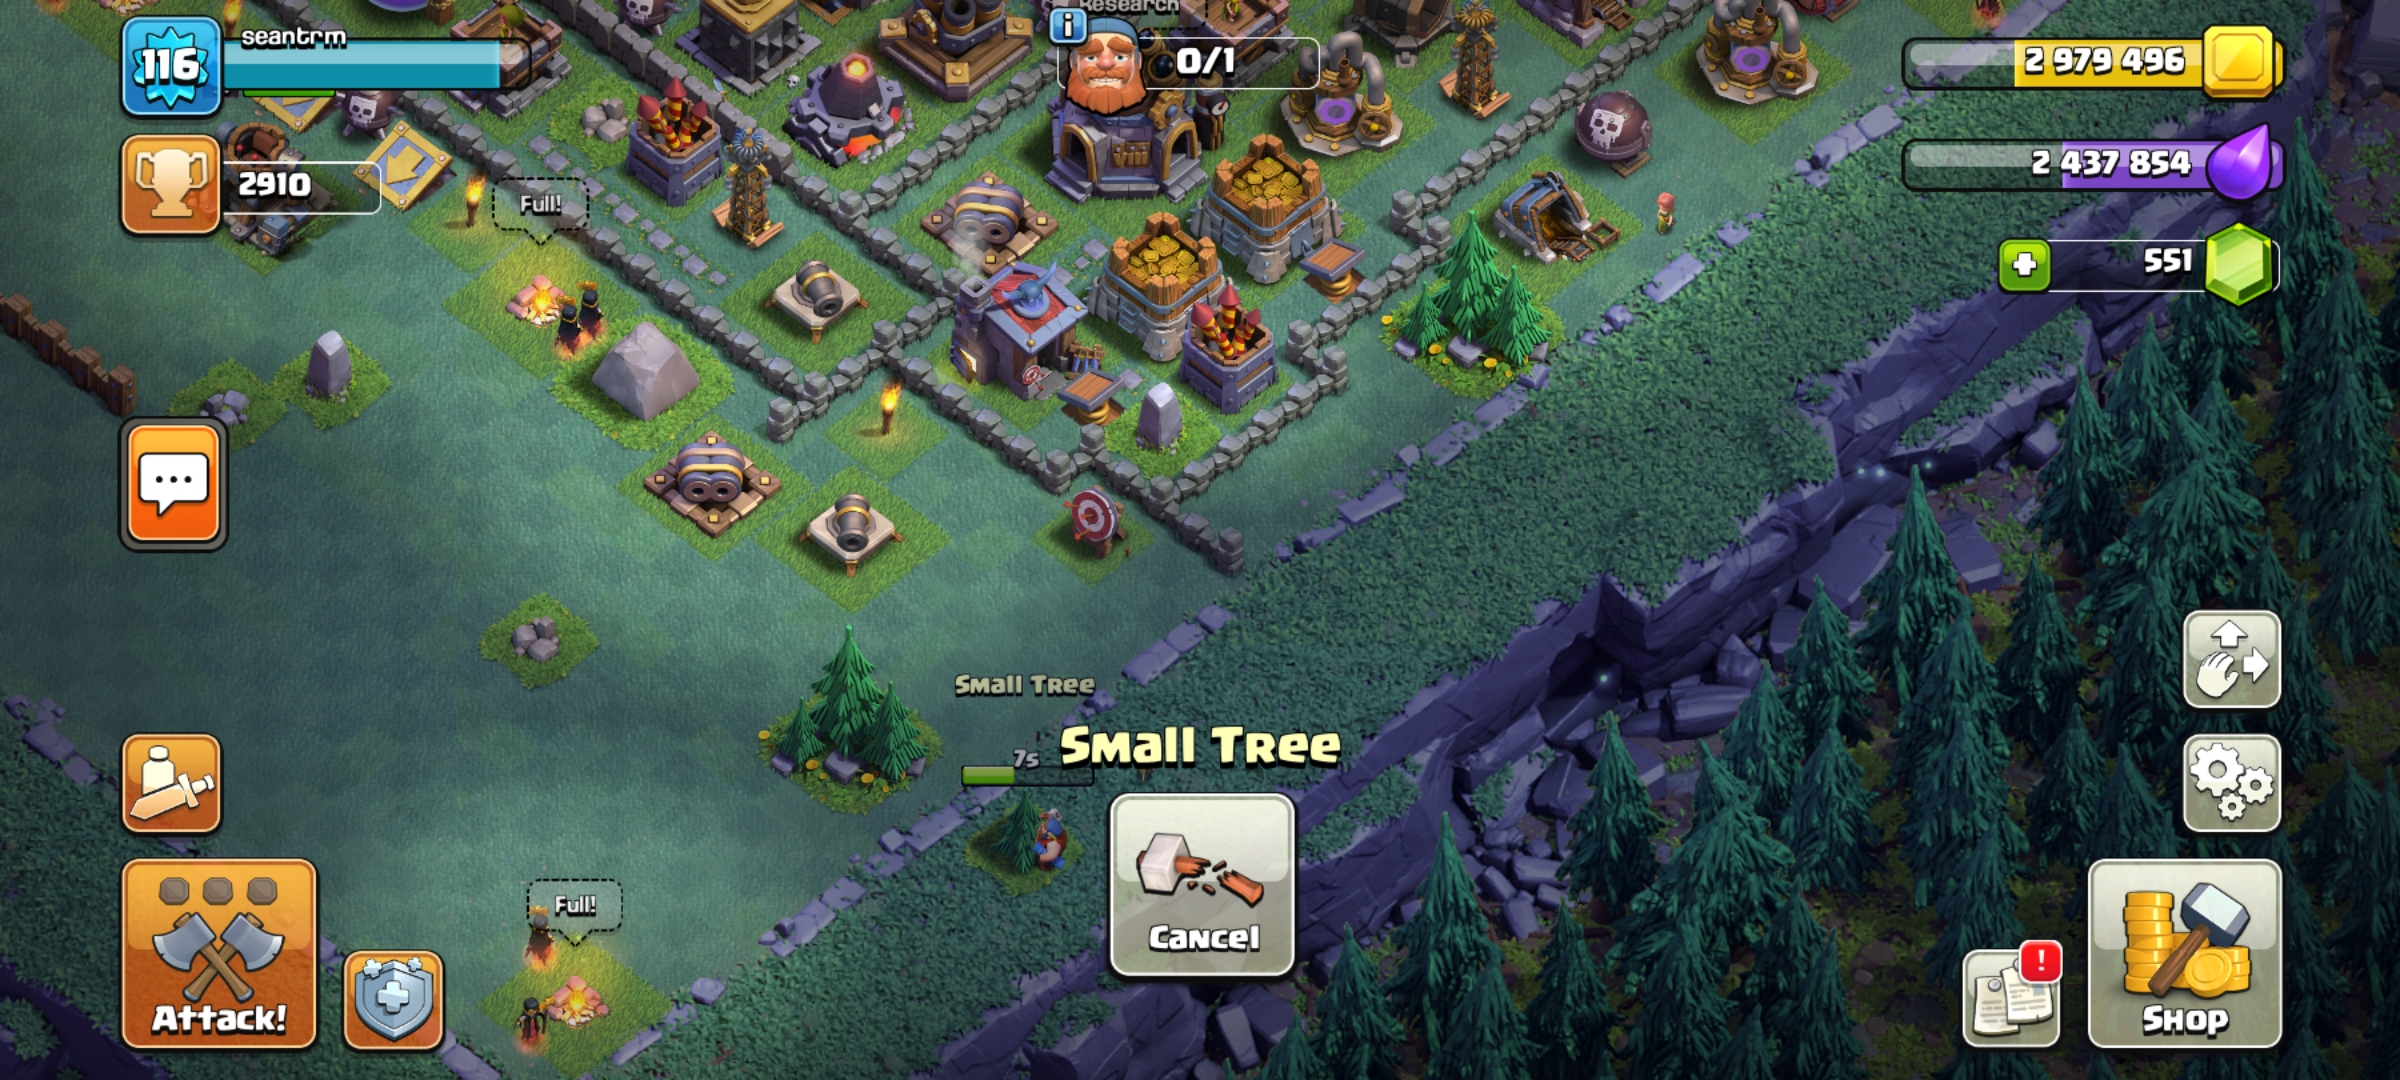 Research
seantrm
116
0/1
2 979 496
2910
2 437 854
Full!
VIII
551
Small Tree
Small Tree
7s
Full!
Cancel
Attack!
!
Shop